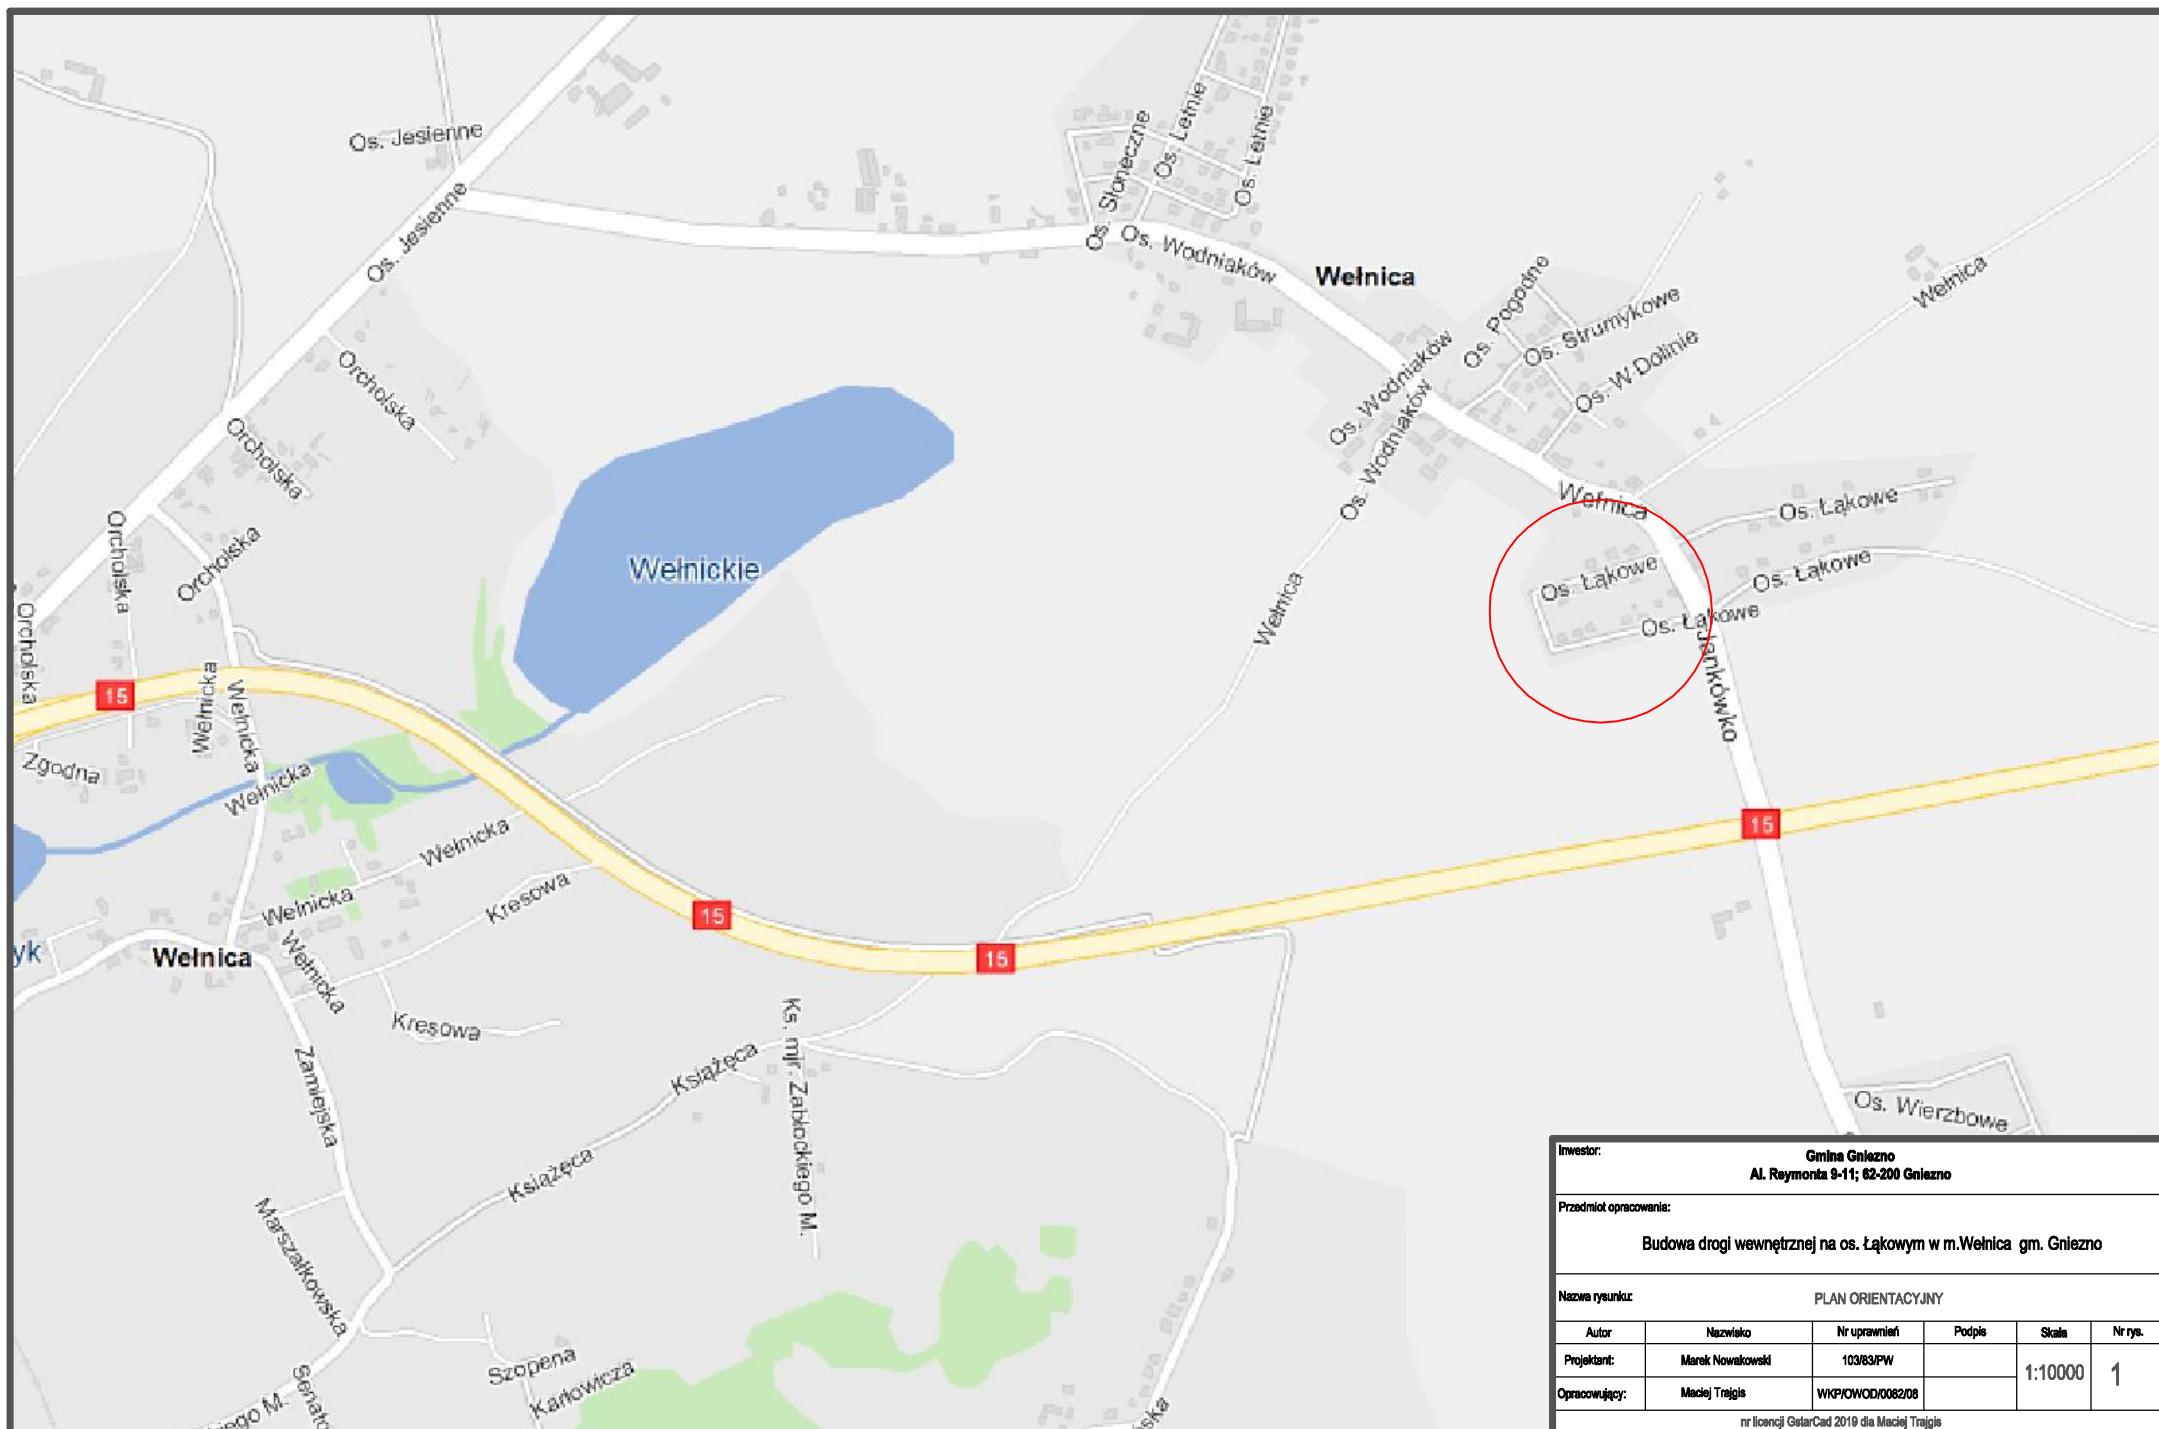 Os. Jesienne
Os. Jesienne
Os. Słoneczne
Os. Letnie
Os. Letnie
Os. Wodniaków
Wełnica
Os. Pogodne
Os. Strumykowe
Os. W Dolinie
Wełnica
Os. Wodniaków
Os. Wodniaków
Orcholska
Orcholska
Orcholska
Orcholska
Orcholska
Wełnickie
Wełnica
Wełnica
Os. Łąkowe
Os. Łąkowe
Os. Łąkowe
Os. Łąkowe
Jankówko
15
Wełnicka
Wełnicka
Zgodna
Wełnicka
Wełnicka
Wełnicka
Kresowa
15
15
15
yk
Wełnica
Wełnicka
Kresowa
Zamiejska
Ks. mjr. Zabłockiego M.
Książęca
Książęca
Os. Wierzbowe
Marszałkowska
Szopena
Karłowicza
Senato
ego M.
ska
Inwestor:
Gmina Gniezno
Al. Reymonta 9-11; 62-200 Gniezno
Przedmiot opracowania:
Budowa drogi wewnętrznej na os. Łąkowym w m.Wełnica gm. Gniezno
Nazwa rysunku:
PLAN ORIENTACYJNY
Autor Nazwisko Nr uprawnień Podpis Skala Nr rys.
Projektant: Marek Nowakowski 103/83/PW 1:10000 1
Opracowujący: Maciej Trajgis WKP/OWOD/0082/08
nr licencji GstarCad 2019 dla Maciej Trajgis